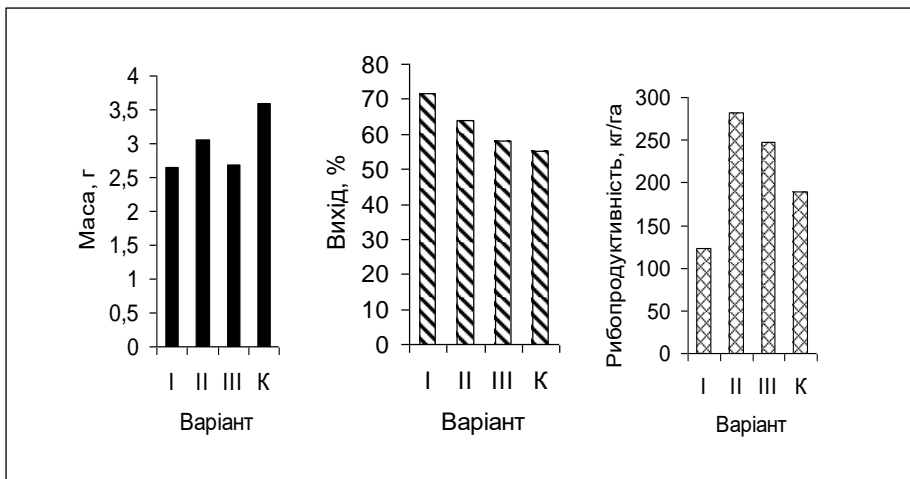 Маса, г
4
3,5
3
2,5
2
1,5
1
0,5
0
I II III К
Варіант
Вихід, %
80
70
60
50
40
30
20
10
0
I II III К
Варіант
Рибопродуктивність, кг/га
300
250
200
150
100
50
0
I II III К
Варіант